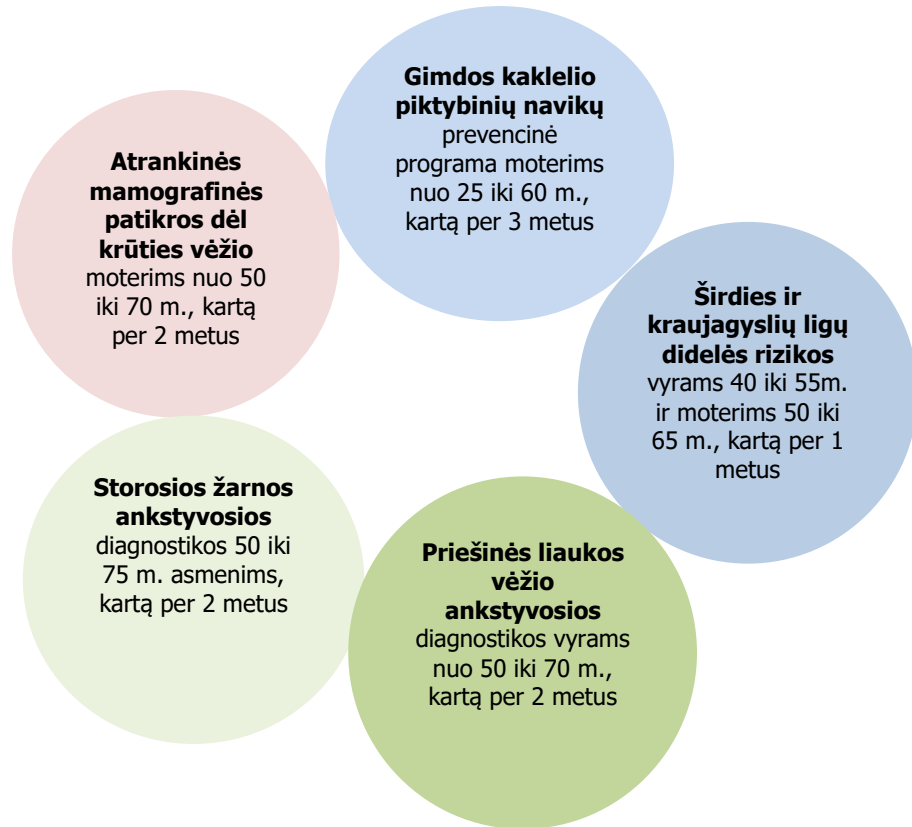 Gimdos kaklelio
piktybinių navikų
prevencinė
programa moterims
nuo 25 iki 60 m.,
kartą per 3 metus
Atrankinės
mamografinės
patikros dėl
krūties vėžio
moterims nuo 50
iki 70 m., kartą
per 2 metus
Širdies ir
kraujagyslių ligų
didelės rizikos
vyrams 40 iki 55m.
ir moterims 50 iki
65 m., kartą per 1
metus
Storosios žarnos
ankstyvosios
diagnostikos 50 iki
75 m. asmenims,
kartą per 2 metus
Priešinės liaukos
vėžio
ankstyvosios
diagnostikos vyrams
nuo 50 iki 70 m.,
kartą per 2 metus